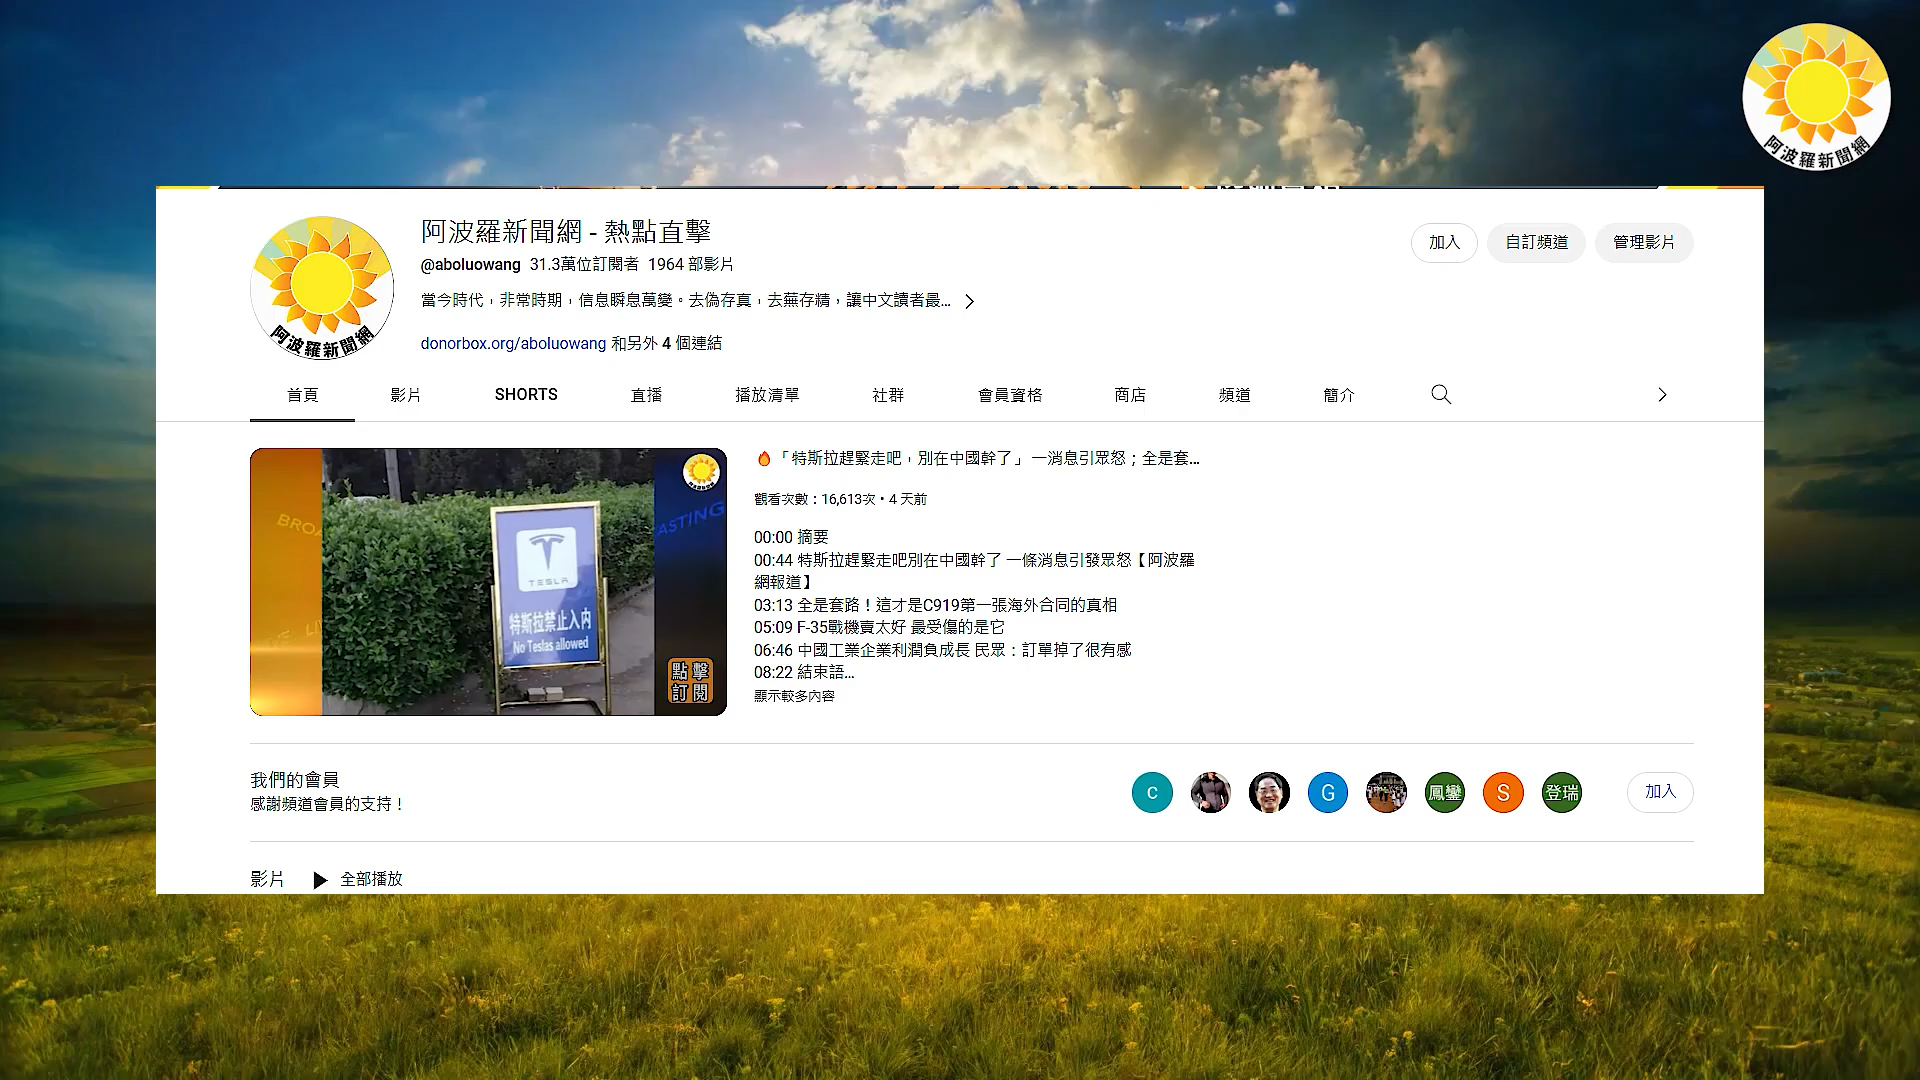 阿波羅新聞網
阿波羅新聞網
阿波羅新聞網 - 熱點直擊
@aboluowang 31.3萬位訂閱者 1964 部影片
當今時代，非常時期，信息瞬息萬變。去偽存真，去蕪存精，讓中文讀者最...
donorbox.org/aboluowang 和另外 4 個連結
加入 自訂頻道 管理影片
首頁 影片 SHORTS 直播 播放清單 社群 會員資格 商店 頻道 簡介
BROA
ASTING
LIV
TESLA
特斯拉禁止入内
No Teslas allowed
點擊
訂閱
「特斯拉趕緊走吧，別在中國幹了」 一消息引眾怒；全是套...
觀看次數：16,613次 • 4 天前
00:00 摘要
00:44 特斯拉趕緊走吧別在中國幹了 一條消息引發眾怒【阿波羅
網報道】
03:13 全是套路！這才是C919第一張海外合同的真相
05:09 F-35戰機賣太好 最受傷的是它
06:46 中國工業企業利潤負成長 民眾：訂單掉了很有感
08:22 結束語...
顯示較多內容
我們的會員
感謝頻道會員的支持！
C G 鳳鑾 S 登瑞
加入
影片 全部播放